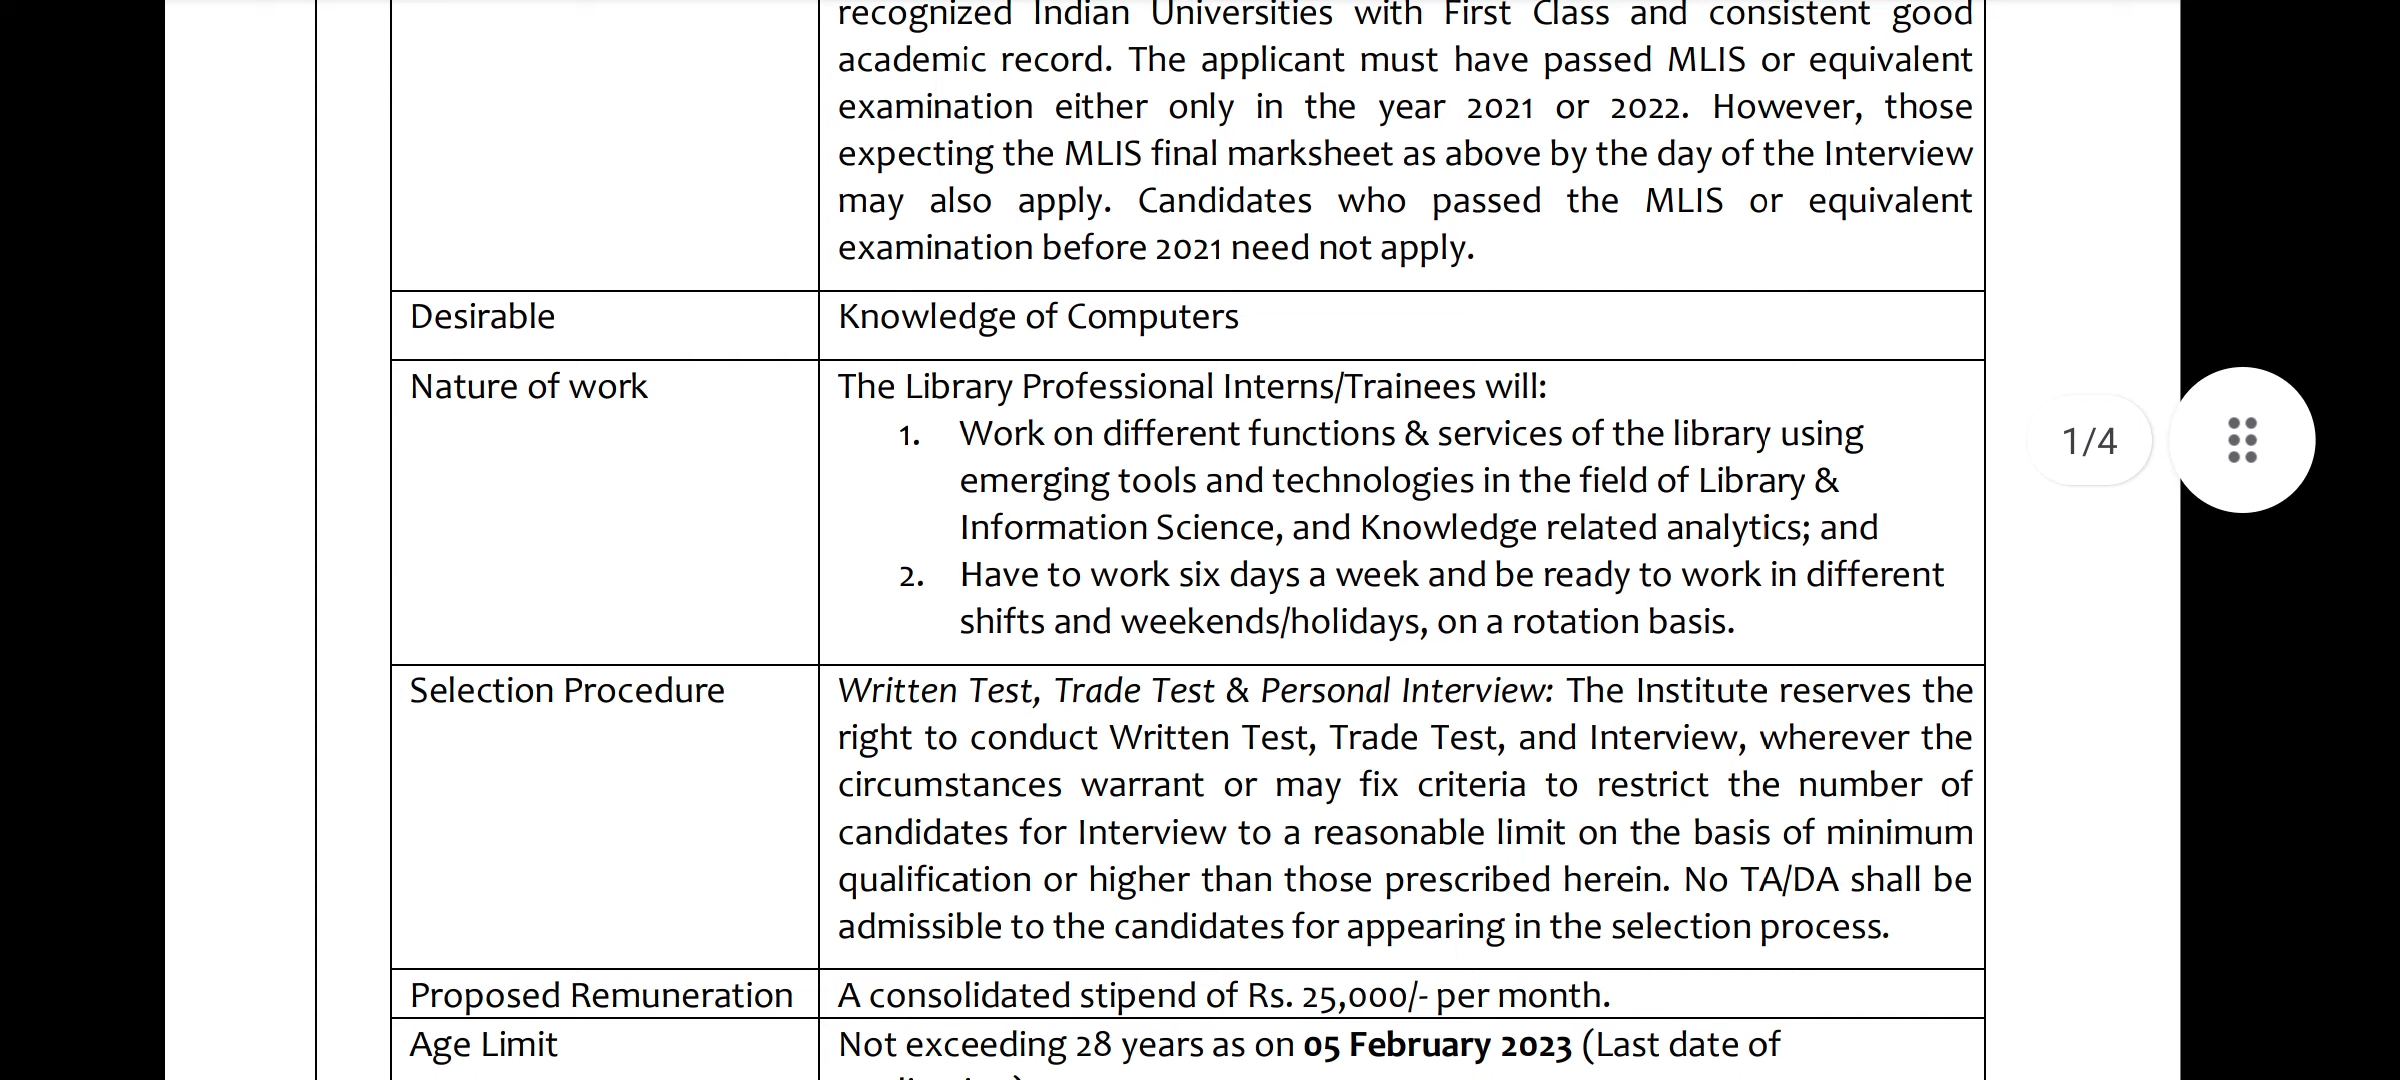 recognized Indian Universities with First Class and consistent good
academic record. The applicant must have passed MLIS or equivalent
examination either only in the year 2021 or 2022. However, those
expecting the MLIS final marksheet as above by the day of the Interview
may also apply. Candidates who passed the MLIS or equivalent
examination before 2021 need not apply.
Desirable
Knowledge of Computers
Nature of work
The Library Professional Interns/Trainees will:
1. Work on different functions & services of the library using
emerging tools and technologies in the field of Library &
Information Science, and Knowledge related analytics; and
2. Have to work six days a week and be ready to work in different
shifts and weekends/holidays, on a rotation basis.
1/4
Selection Procedure
Written Test, Trade Test & Personal Interview: The Institute reserves the
right to conduct Written Test, Trade Test, and Interview, wherever the
circumstances warrant or may fix criteria to restrict the number of
candidates for Interview to a reasonable limit on the basis of minimum
qualification or higher than those prescribed herein. No TA/DA shall be
admissible to the candidates for appearing in the selection process.
Proposed Remuneration
A consolidated stipend of Rs. 25,000/- per month.
Age Limit
Not exceeding 28 years as on 05 February 2023 (Last date of